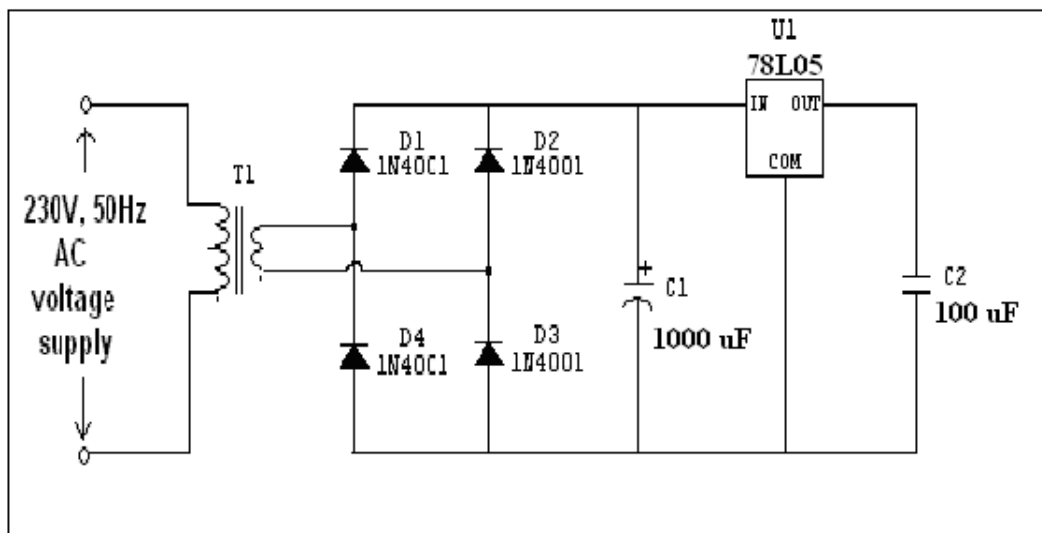 U1
78L05
IN OUT
COM
D1
1N40C1
D2
1N4001
T1
230V, 50Hz
AC
voltage
supply
+
C1
1000 uF
C2
100 uF
D4
1N40C1
D3
1N4001